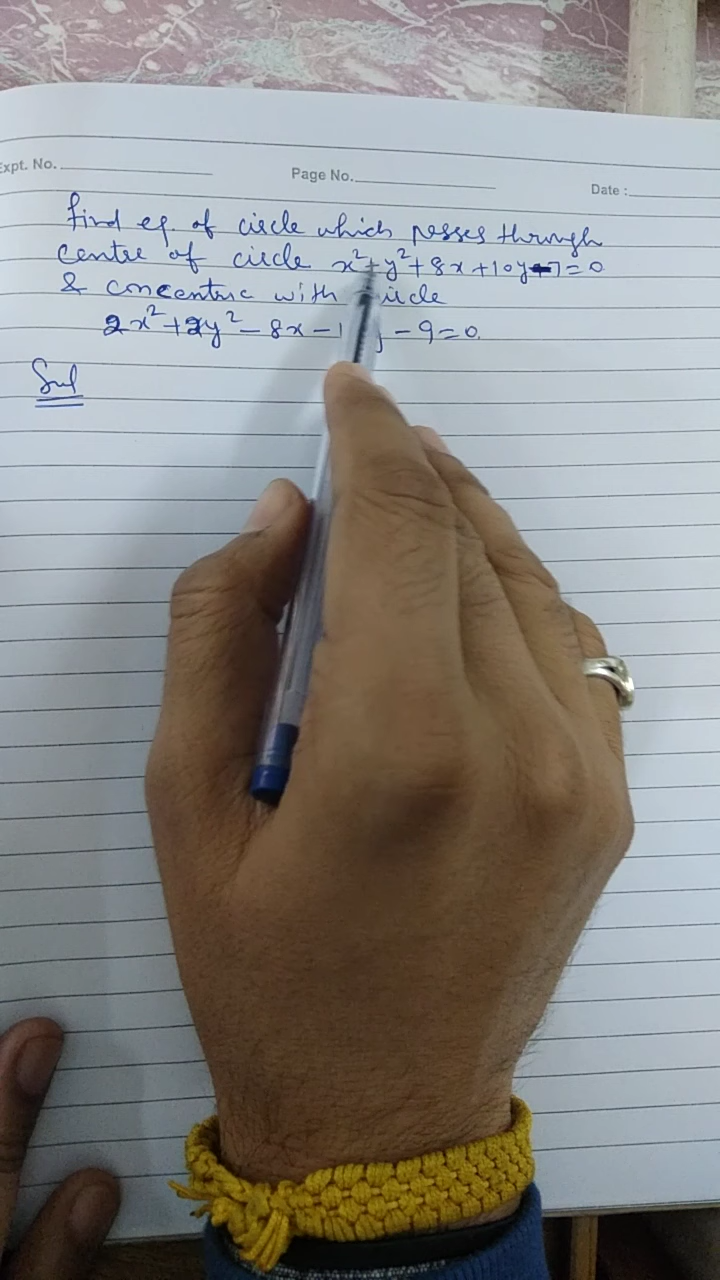 Expt. No.
Page No.
Date :
find eq. of circle which passes through
centre of circle x²+y²+8x+10y-7=0
& concentric with circle
2x²+2y²-8x-1 y-9=0.
Sol